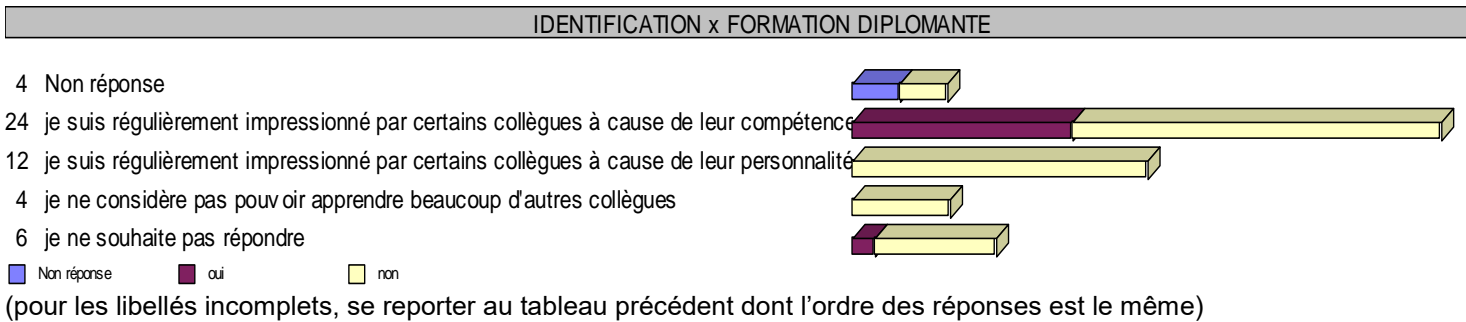 IDENTIFICATION x FORMATION DIPLOMANTE
4 Non réponse
24 je suis régulièrement impressionné par certains collègues à cause de leur compétence
12 je suis régulièrement impressionné par certains collègues à cause de leur personnalité
4 je ne considère pas pouvoir apprendre beaucoup d'autres collègues
6 je ne souhaite pas répondre
Non réponse oui non
(pour les libellés incomplets, se reporter au tableau précédent dont l’ordre des réponses est le même)